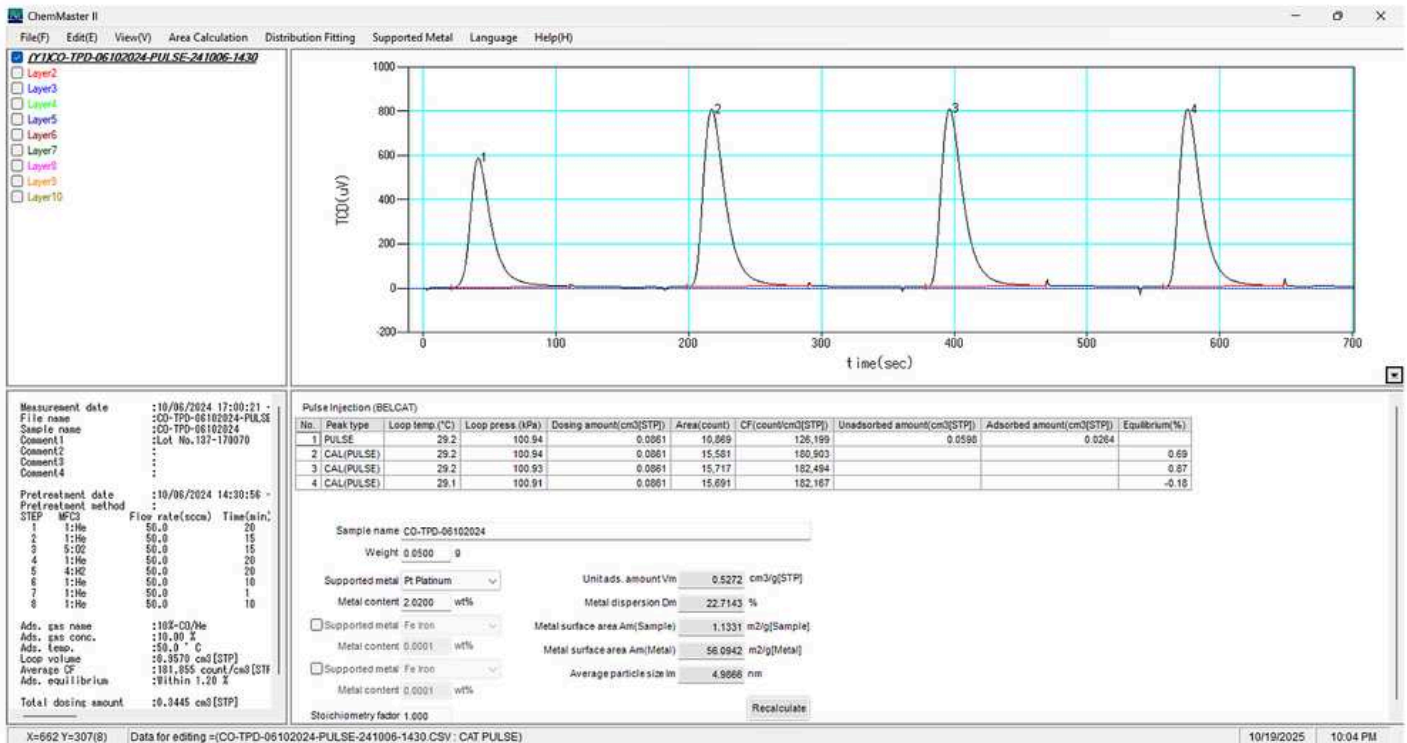 ChemMaster II
File(F) Edit(E) View(V) Area Calculation Distribution Fitting Supported Metal Language Help(H)
(Y1)CO-TPD-06102024-PULSE-241006-1430
Layer2
Layer3
Layer4
Layer5
Layer6
Layer7
Layer8
Layer9
Layer10
1000
800
600
400
200
0
-200
TCD(uV)
1 2 3 4
0 100 200 300 400 500 600 700
time(sec)
Measurement date :10/06/2024 17:00:21 -
File name :CO-TPD-06102024-PULSE
Sample name :CO-TPD-06102024
Comment1 :Lot No.137-170070
Comment2 :
Comment3 :
Comment4 :
Pretreatment date :10/06/2024 14:30:56 -
Pretreatment method :
STEP MFC3 Flow rate(sccm) Time(min)
1 1:He 50.0 20
2 1:He 50.0 15
3 5:O2 50.0 15
4 1:He 50.0 20
5 4:H2 50.0 20
6 1:He 50.0 10
7 1:He 50.0 1
8 1:He 50.0 10
Ads. gas name :10%-CO/He
Ads. gas conc. :10.00 %
Ads. temp. :50.0 ° C
Loop volume :0.9570 cm3[STP]
Average CF :181,855 count/cm3[STP
Ads. equilibrium :Within 1.20 %
Total dosing amount :0.3445 cm3[STP]
Pulse Injection (BELCAT)
No. Peak type Loop temp.(°C) Loop press.(kPa) Dosing amount(cm3[STP]) Area(count) CF(count/cm3[STP]) Unadsorbed amount(cm3[STP]) Adsorbed amount(cm3[STP]) Equilibrium(%)
1 PULSE 29.2 100.94 0.0861 10,869 126,199 0.0598 0.0264
2 CAL(PULSE) 29.2 100.94 0.0861 15,581 180,903 0.69
3 CAL(PULSE) 29.2 100.93 0.0861 15,717 182,494 0.87
4 CAL(PULSE) 29.1 100.91 0.0861 15,691 182,167 -0.18
Sample name CO-TPD-06102024
Weight 0.0500 g
Supported metal Pt Platinum
Metal content 2.0200 wt%
Supported metal Fe Iron
Metal content 0.0001 wt%
Supported metal Fe Iron
Metal content 0.0001 wt%
Stoichiometry factor 1.000
Unit ads. amount Vm 0.5272 cm3/g[STP]
Metal dispersion Dm 22.7143 %
Metal surface area Am(Sample) 1.1331 m2/g[Sample]
Metal surface area Am(Metal) 56.0942 m2/g[Metal]
Average particle size lm 4.9866 nm
Recalculate
X=662 Y=307(8) Data for editing =(CO-TPD-06102024-PULSE-241006-1430.CSV : CAT PULSE) 10/19/2025 10:04 PM